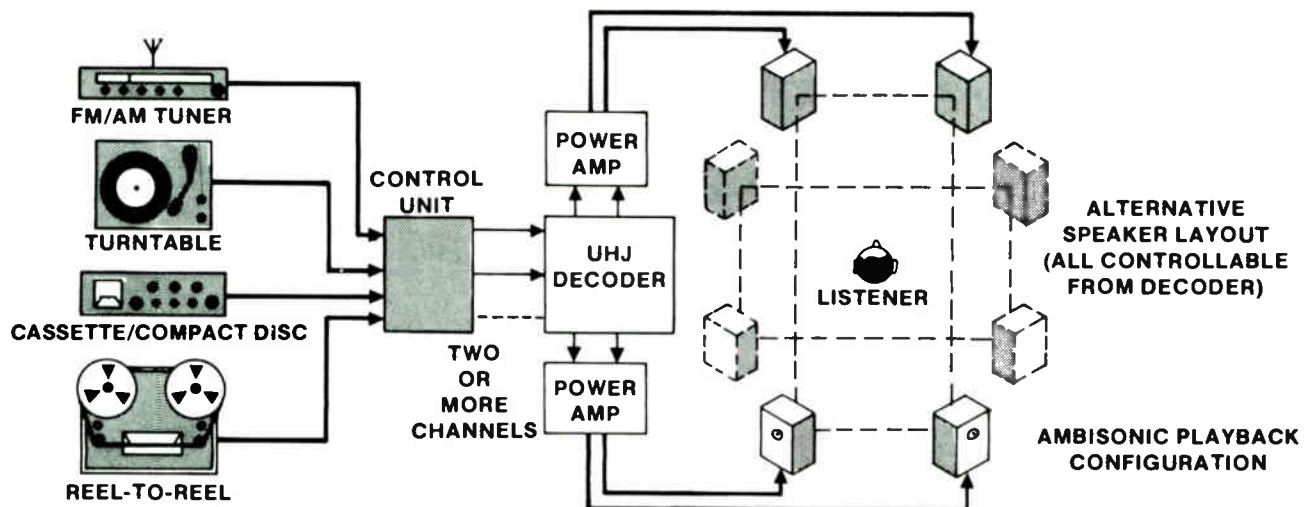 FM/AM TUNER
TURNTABLE
CASSETTE/COMPACT DISC
REEL-TO-REEL
CONTROL
UNIT
TWO
OR
MORE
CHANNELS
POWER
AMP
UHJ
DECODER
POWER
AMP
LISTENER
ALTERNATIVE
SPEAKER LAYOUT
(ALL CONTROLLABLE
FROM DECODER)
AMBISONIC PLAYBACK
CONFIGURATION